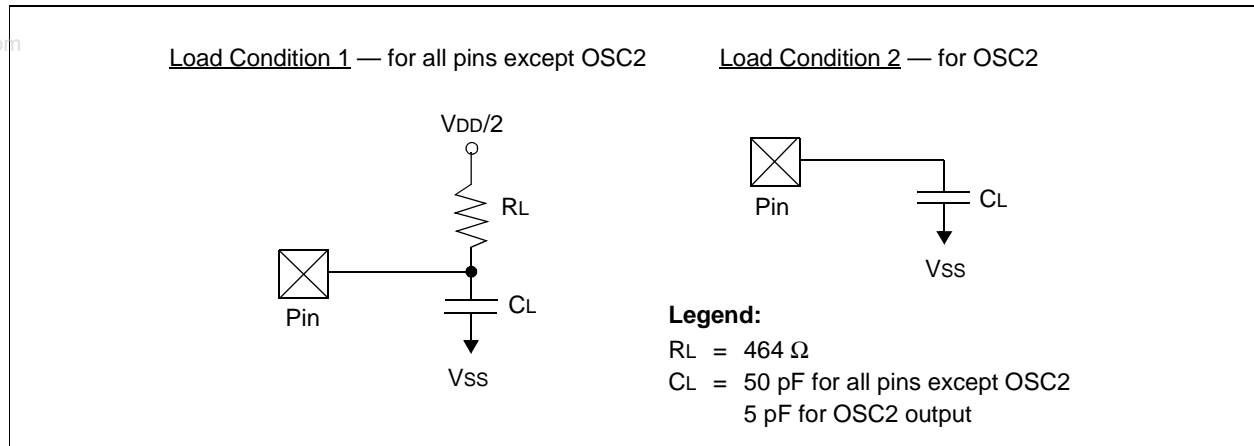 om
Load Condition 1 — for all pins except OSC2
VDD/2
RL
Pin
CL
VSS
Load Condition 2 — for OSC2
Pin
CL
VSS
Legend:
RL = 464 Ω
CL = 50 pF for all pins except OSC2
5 pF for OSC2 output